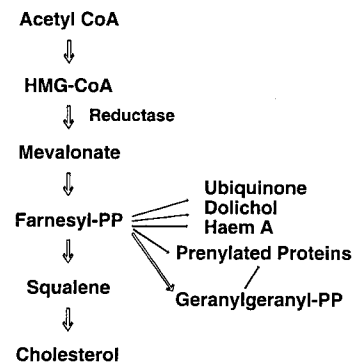 Acetyl CoA
HMG-CoA
Reductase
Mevalonate
Farnesyl-PP
Ubiquinone
Dolichol
Haem A
Prenylated Proteins
Geranylgeranyl-PP
Squalene
Cholesterol